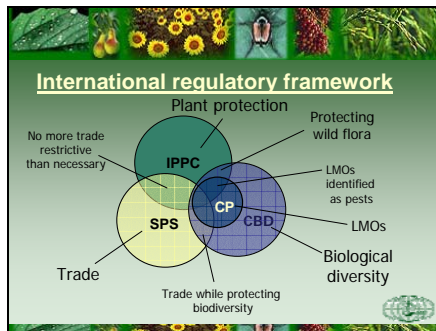 International regulatory framework
Plant protection
Protecting
wild flora
No more trade
restrictive
than necessary
IPPC
LMOs
identified
as pests
CP
SPS
CBD
LMOs
Biological
diversity
Trade
Trade while protecting
biodiversity